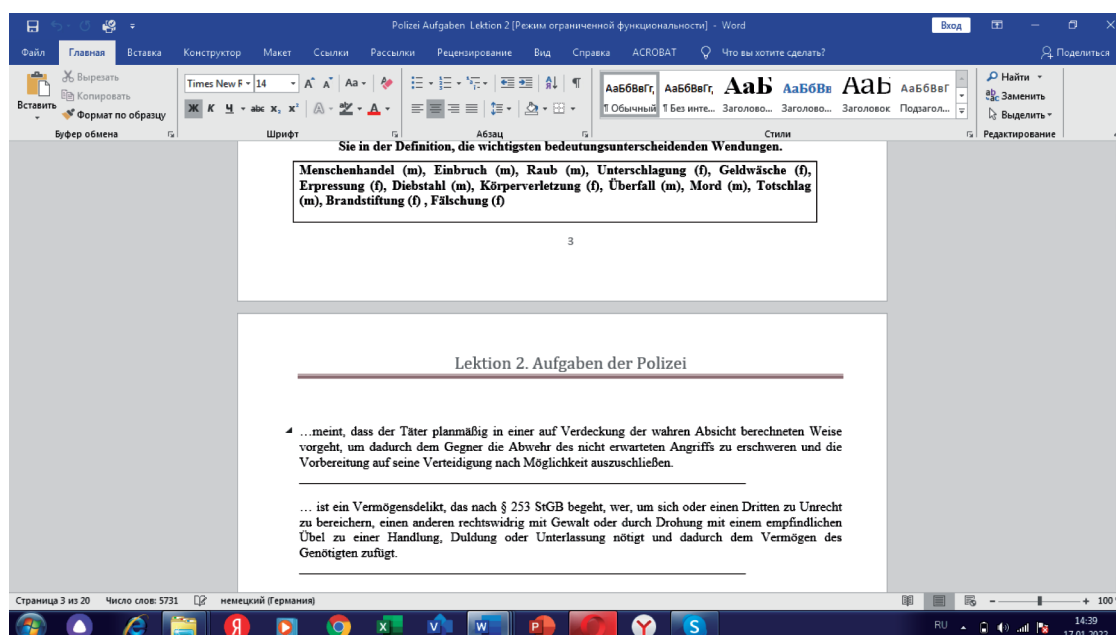 Polizei Aufgaben Lektion 2 [Режим ограниченной функциональности] - Word
Вход
Файл Главная Вставка Конструктор Макет Ссылки Рассылки Рецензирование Вид Справка ACROBAT Что вы хотите сделать?
Поделиться
Вставить
Вырезать
Копировать
Формат по образцу
Буфер обмена
Times New F 14
Ж К Ч abc x, x²
Шрифт
Абзац
АаБбВвГг, АаБбВвГг, АаБ АаБбВв АаЬ АаБбВвГ
¶ Обычный ¶ Без инте... Заголово... Заголово... Заголовок Подзагол...
Стили
Найти
Заменить
Выделить
Редактирование
Sie in der Definition, die wichtigsten bedeutungsunterscheidenden Wendungen.
Menschenhandel (m), Einbruch (m), Raub (m), Unterschlagung (f), Geldwäsche (f),
Erpressung (f), Diebstahl (m), Körperverletzung (f), Überfall (m), Mord (m), Totschlag
(m), Brandstiftung (f) , Fälschung (f)
3
Lektion 2. Aufgaben der Polizei
…meint, dass der Täter planmäßig in einer auf Verdeckung der wahren Absicht berechneten Weise
vorgeht, um dadurch dem Gegner die Abwehr des nicht erwarteten Angriffs zu erschweren und die
Vorbereitung auf seine Verteidigung nach Möglichkeit auszuschließen.
… ist ein Vermögensdelikt, das nach § 253 StGB begeht, wer, um sich oder einen Dritten zu Unrecht
zu bereichern, einen anderen rechtswidrig mit Gewalt oder durch Drohung mit einem empfindlichen
Übel zu einer Handlung, Duldung oder Unterlassung nötigt und dadurch dem Vermögen des
Genötigten zufügt.
Страница 3 из 20 Число слов: 5731 немецкий (Германия)
100
RU
14:39